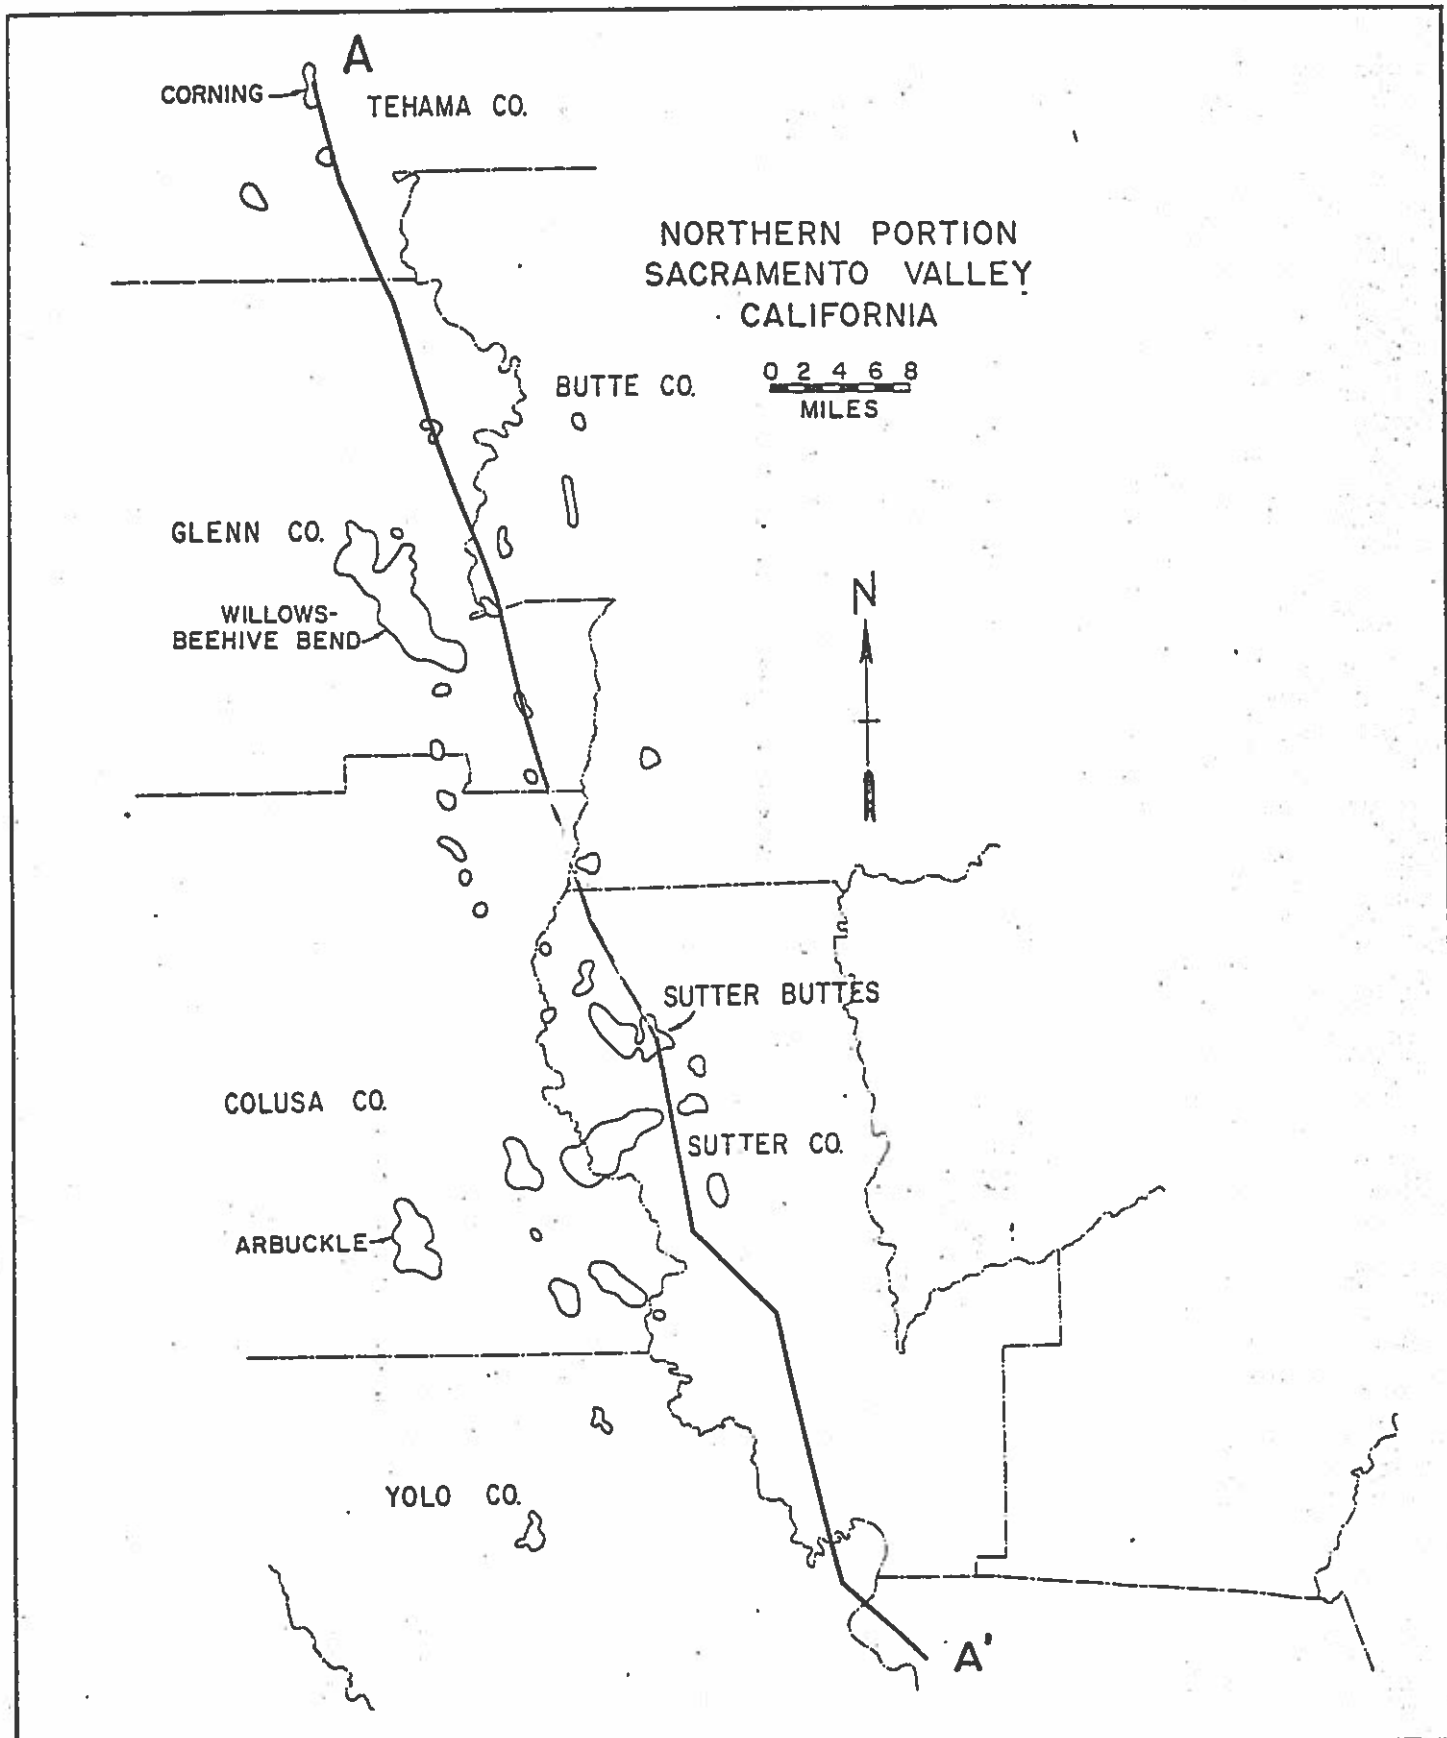 A
CORNING
TEHAMA CO.
NORTHERN PORTION
SACRAMENTO VALLEY
CALIFORNIA
0 2 4 6 8
MILES
BUTTE CO.
GLENN CO.
N
WILLOWS-
BEEHIVE BEND
SUTTER BUTTES
COLUSA CO.
SUTTER CO.
ARBUCKLE
YOLO CO.
A'